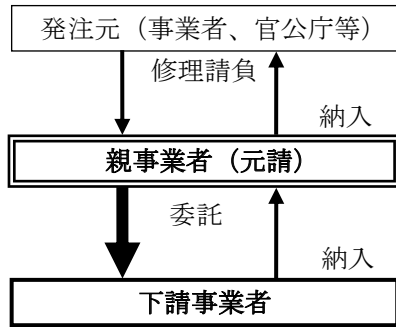 発注元（事業者、官公庁等）
修理請負
納入
親事業者（元請）
委託
納入
下請事業者